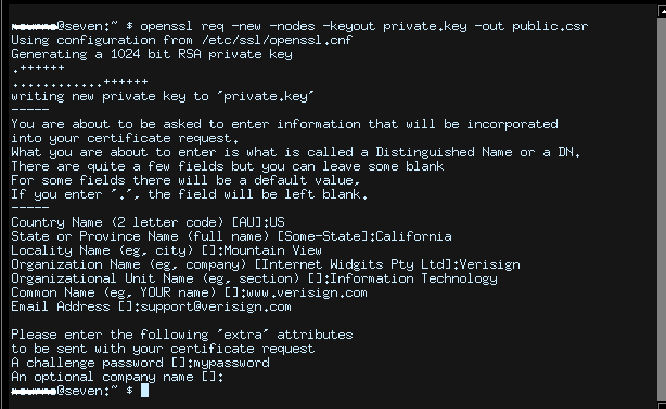 @seven:~ $ openssl req -new -nodes -keyout private.key -out public.csr
Using configuration from /etc/ssl/openssl.cnf
Generating a 1024 bit RSA private key
.++++++
............++++++
writing new private key to 'private.key'
-----
You are about to be asked to enter information that will be incorporated
into your certificate request.
What you are about to enter is what is called a Distinguished Name or a DN.
There are quite a few fields but you can leave some blank
For some fields there will be a default value,
If you enter '.', the field will be left blank.
-----
Country Name (2 letter code) [AU]:US
State or Province Name (full name) [Some-State]:California
Locality Name (eg, city) []:Mountain View
Organization Name (eg, company) [Internet Widgits Pty Ltd]:Verisign
Organizational Unit Name (eg, section) []:Information Technology
Common Name (eg, YOUR name) []:www.verisign.com
Email Address []:support@verisign.com
Please enter the following 'extra' attributes
to be sent with your certificate request
A challenge password []:mypassword
An optional company name []:
@seven:~ $